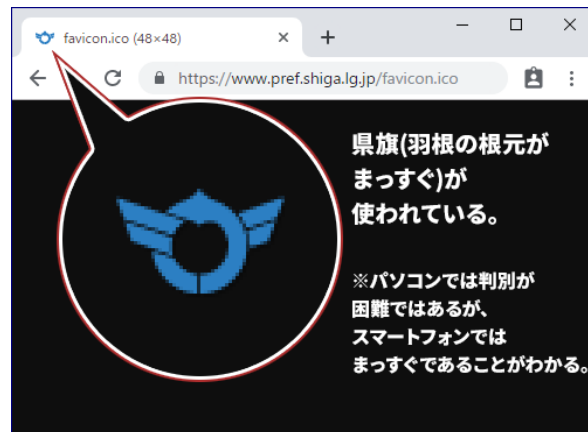 favicon.ico (48×48)
https://www.pref.shiga.lg.jp/favicon.ico
県旗(羽根の根元が
まっすぐ)が
使われている。
※パソコンでは判別が
困難ではあるが、
スマートフォンでは
まっすぐであることがわかる。